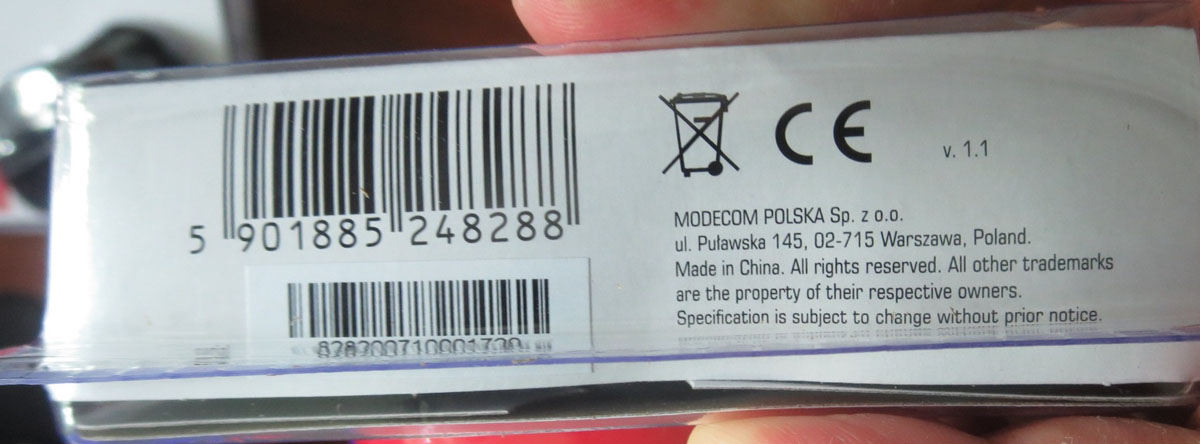 5 901885 248288
CE
v. 1.1
MODECOM POLSKA Sp. z o.o.
ul. Puławska 145, 02-715 Warszawa, Poland.
Made in China. All rights reserved. All other trademarks
are the property of their respective owners.
Specification is subject to change without prior notice.